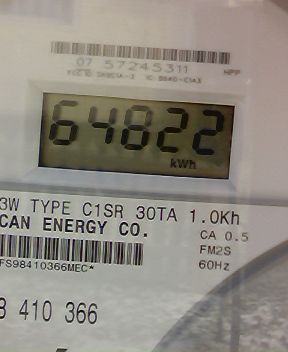 07 57245311 HPP
64822
kWh
3W TYPE C1SR 30TA 1.0Kh
CAN ENERGY CO.
CA 0.5
FM2S
FS98410366MEC*
60Hz
8 410 366